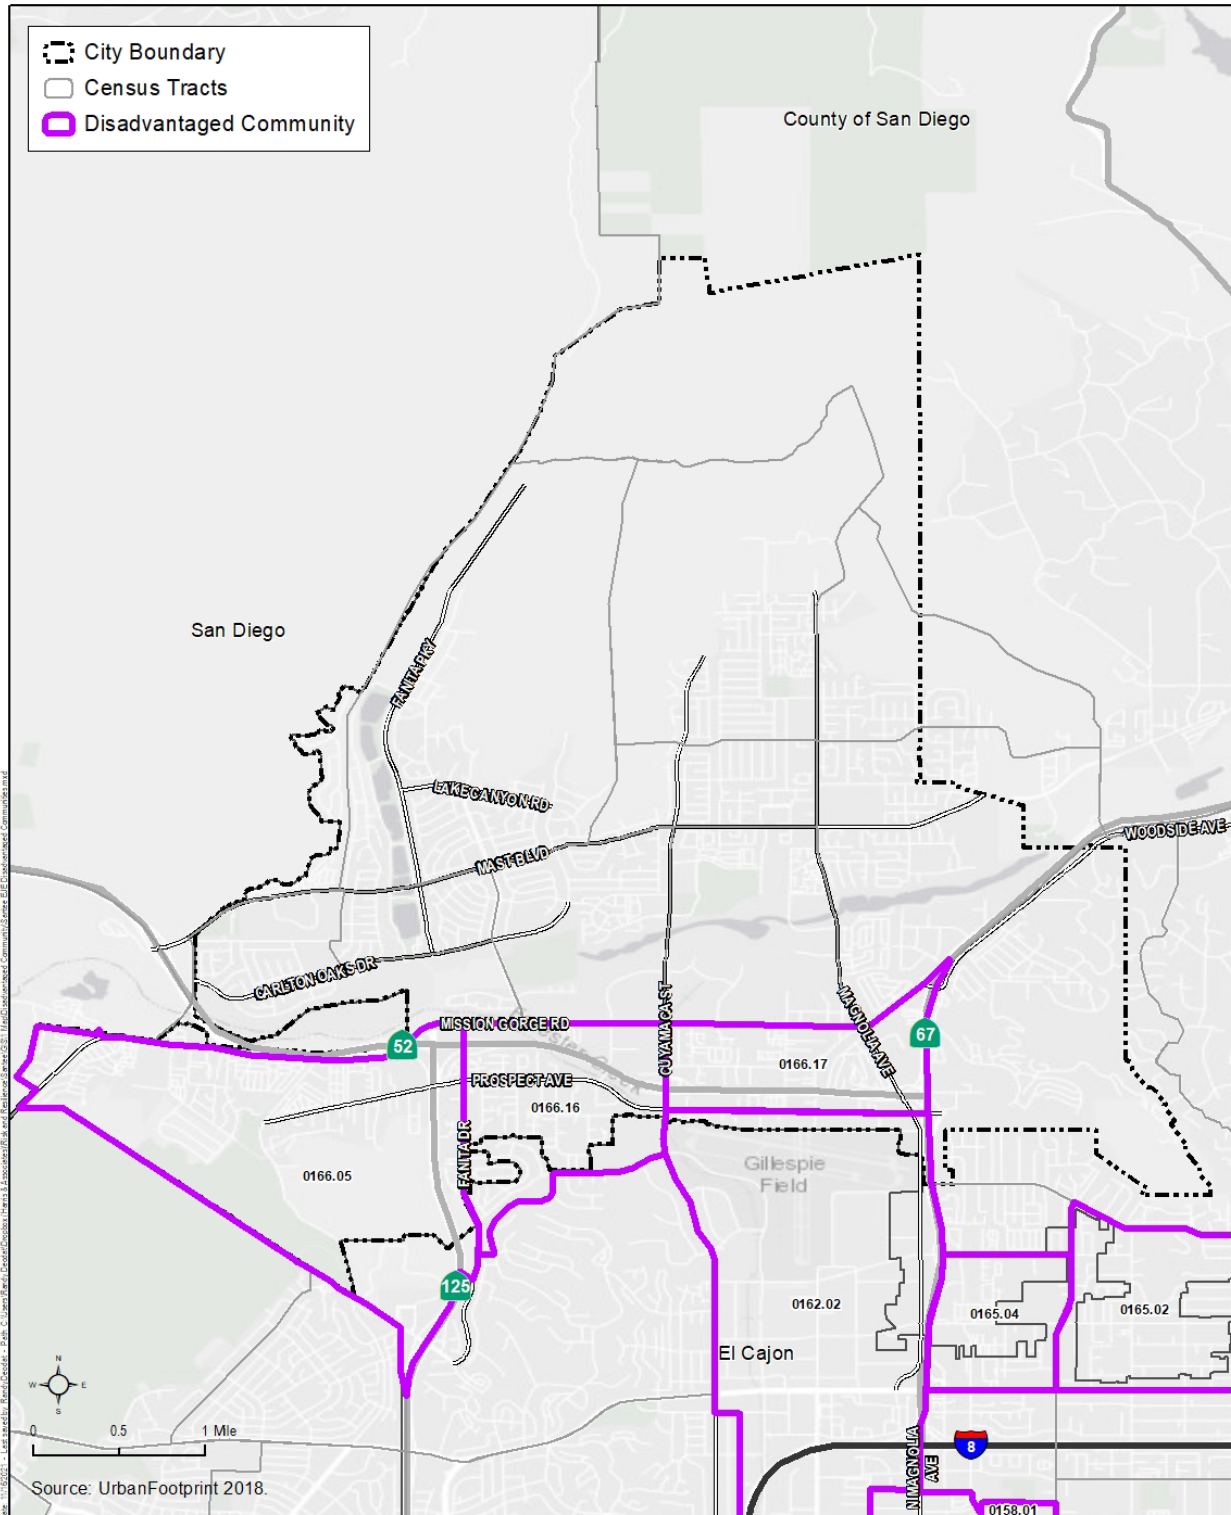 City Boundary
Census Tracts
Disadvantaged Community
County of San Diego
San Diego
FANITA PKY
LAKE CANYON RD
MAST BLVD
WOODSIDE AVE
CARLTON OAKS DR
MISSION GORGE RD
CUYAMACA ST
MAGNOLIA AVE
52
67
PROSPECT AVE
0166.17
0166.16
FANITA DR
0166.05
Gillespie
Field
125
0162.02
0165.04
0165.02
El Cajon
N
W E
S
0 0.5 1 Mile
8
N MAGNOLIA
AVE
Source: UrbanFootprint 2018.
0158.01